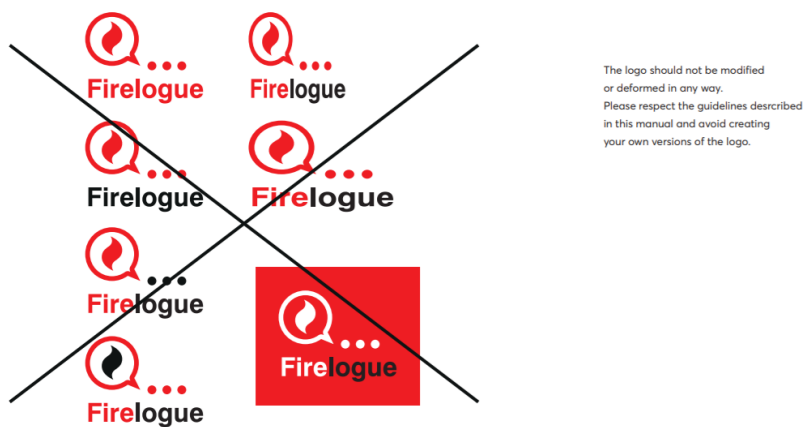 Firelogue
Firelogue
Firelogue
Firelogue
Firelogue
Firelogue
Firelogue
The logo should not be modified
or deformed in any way.
Please respect the guidelines desrcribed
in this manual and avoid creating
your own versions of the logo.